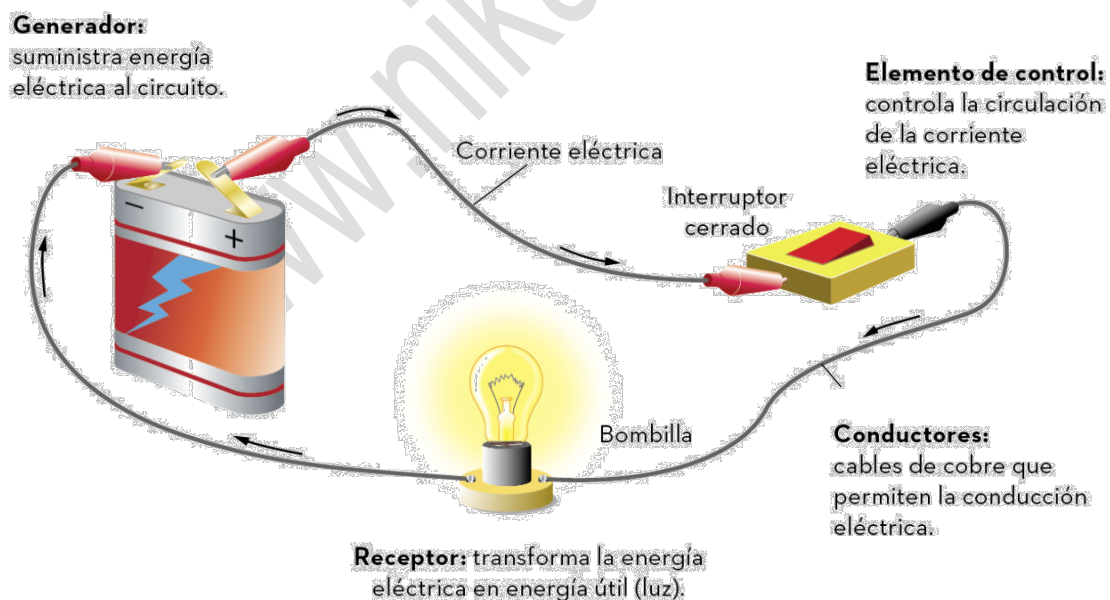 Generador:
suministra energía
eléctrica al circuito.
Elemento de control:
controla la circulación
de la corriente
eléctrica.
Corriente eléctrica
Interruptor
cerrado
−
+
Bombilla
Conductores:
cables de cobre que
permiten la conducción
eléctrica.
Receptor: transforma la energía
eléctrica en energía útil (luz).